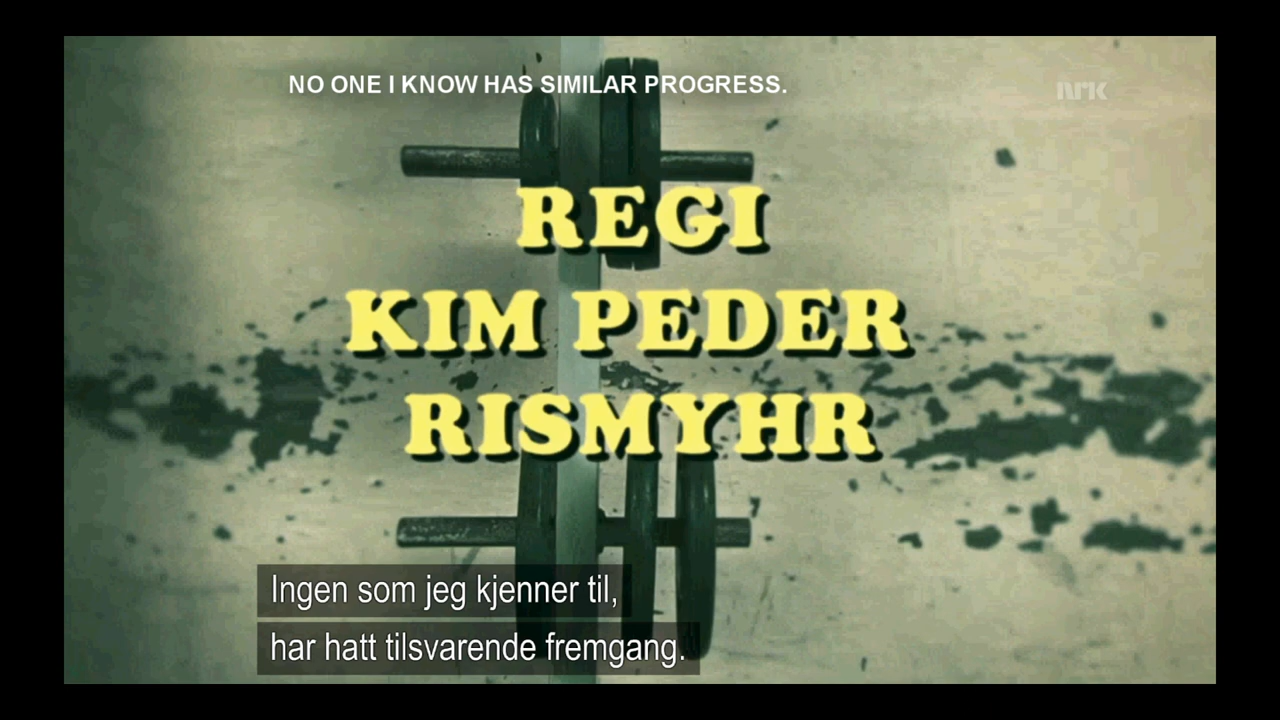 NO ONE I KNOW HAS SIMILAR PROGRESS.
nrk
REGI
KIM PEDER
RISMYHR
Ingen som jeg kjenner til,
har hatt tilsvarende fremgang.